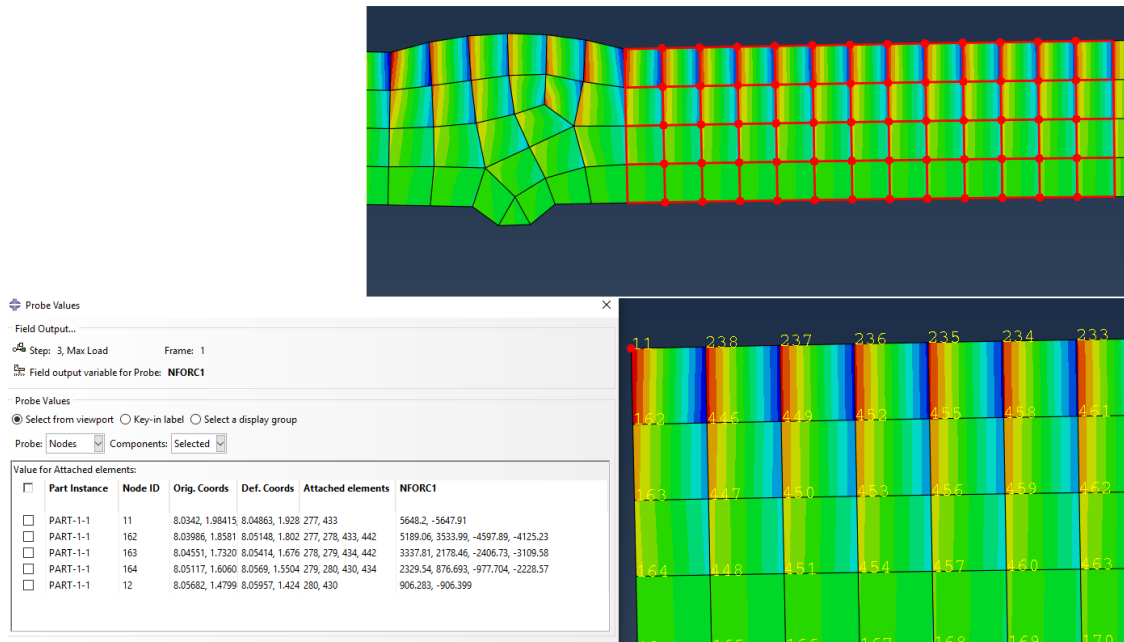 Probe Values
Field Output...
Step: 3, Max Load Frame: 1
Field output variable for Probe: NFORC1
Probe Values
Select from viewport Key-in label Select a display group
Probe: Nodes Components: Selected
Value for Attached elements:
Part Instance Node ID Orig. Coords Def. Coords Attached elements NFORC1
PART-1-1 11 8.0342, 1.98415, 8.04863, 1.928 277, 433 5648.2, -5647.91
PART-1-1 162 8.03986, 1.8581 8.05148, 1.802 277, 278, 433, 442 5189.06, 3533.99, -4597.89, -4125.23
PART-1-1 163 8.04551, 1.7320 8.05414, 1.676 278, 279, 434, 442 3337.81, 2178.46, -2406.73, -3109.58
PART-1-1 164 8.05117, 1.6060 8.0569, 1.5504 279, 280, 430, 434 2329.54, 876.693, -977.704, -2228.57
PART-1-1 12 8.05682, 1.4799 8.05957, 1.424 280, 430 906.283, -906.399
11 238 237 236 235 234 233
162 446 449 452 455 458 461
163 447 450 453 456 459 462
164 448 451 454 457 460 463
165 166 167 168 169 170